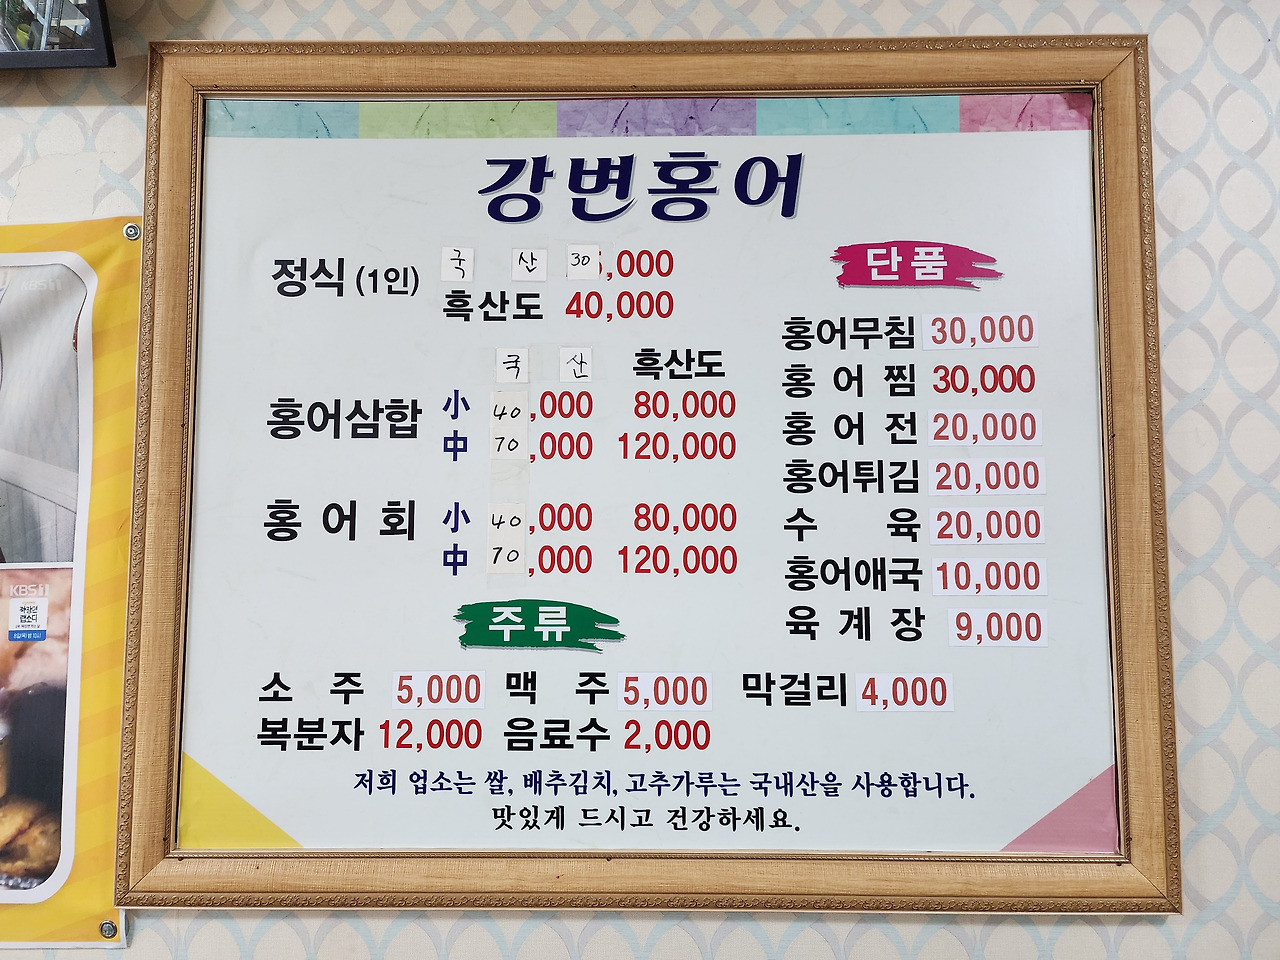 강변홍어
정식 (1인) 국 산 30,000
흑산도 40,000
국 산 흑산도
홍어삼합 小 40,000 80,000
中 70,000 120,000
홍 어 회 小 40,000 80,000
中 70,000 120,000
단품
홍어무침 30,000
홍 어 찜 30,000
홍 어 전 20,000
홍어튀김 20,000
수 육 20,000
홍어애국 10,000
육 계 장 9,000
주류
소 주 5,000 맥 주 5,000 막걸리 4,000
복분자 12,000 음료수 2,000
저희 업소는 쌀, 배추김치, 고추가루는 국내산을 사용합니다.
맛있게 드시고 건강하세요.
KBS1
KBS1